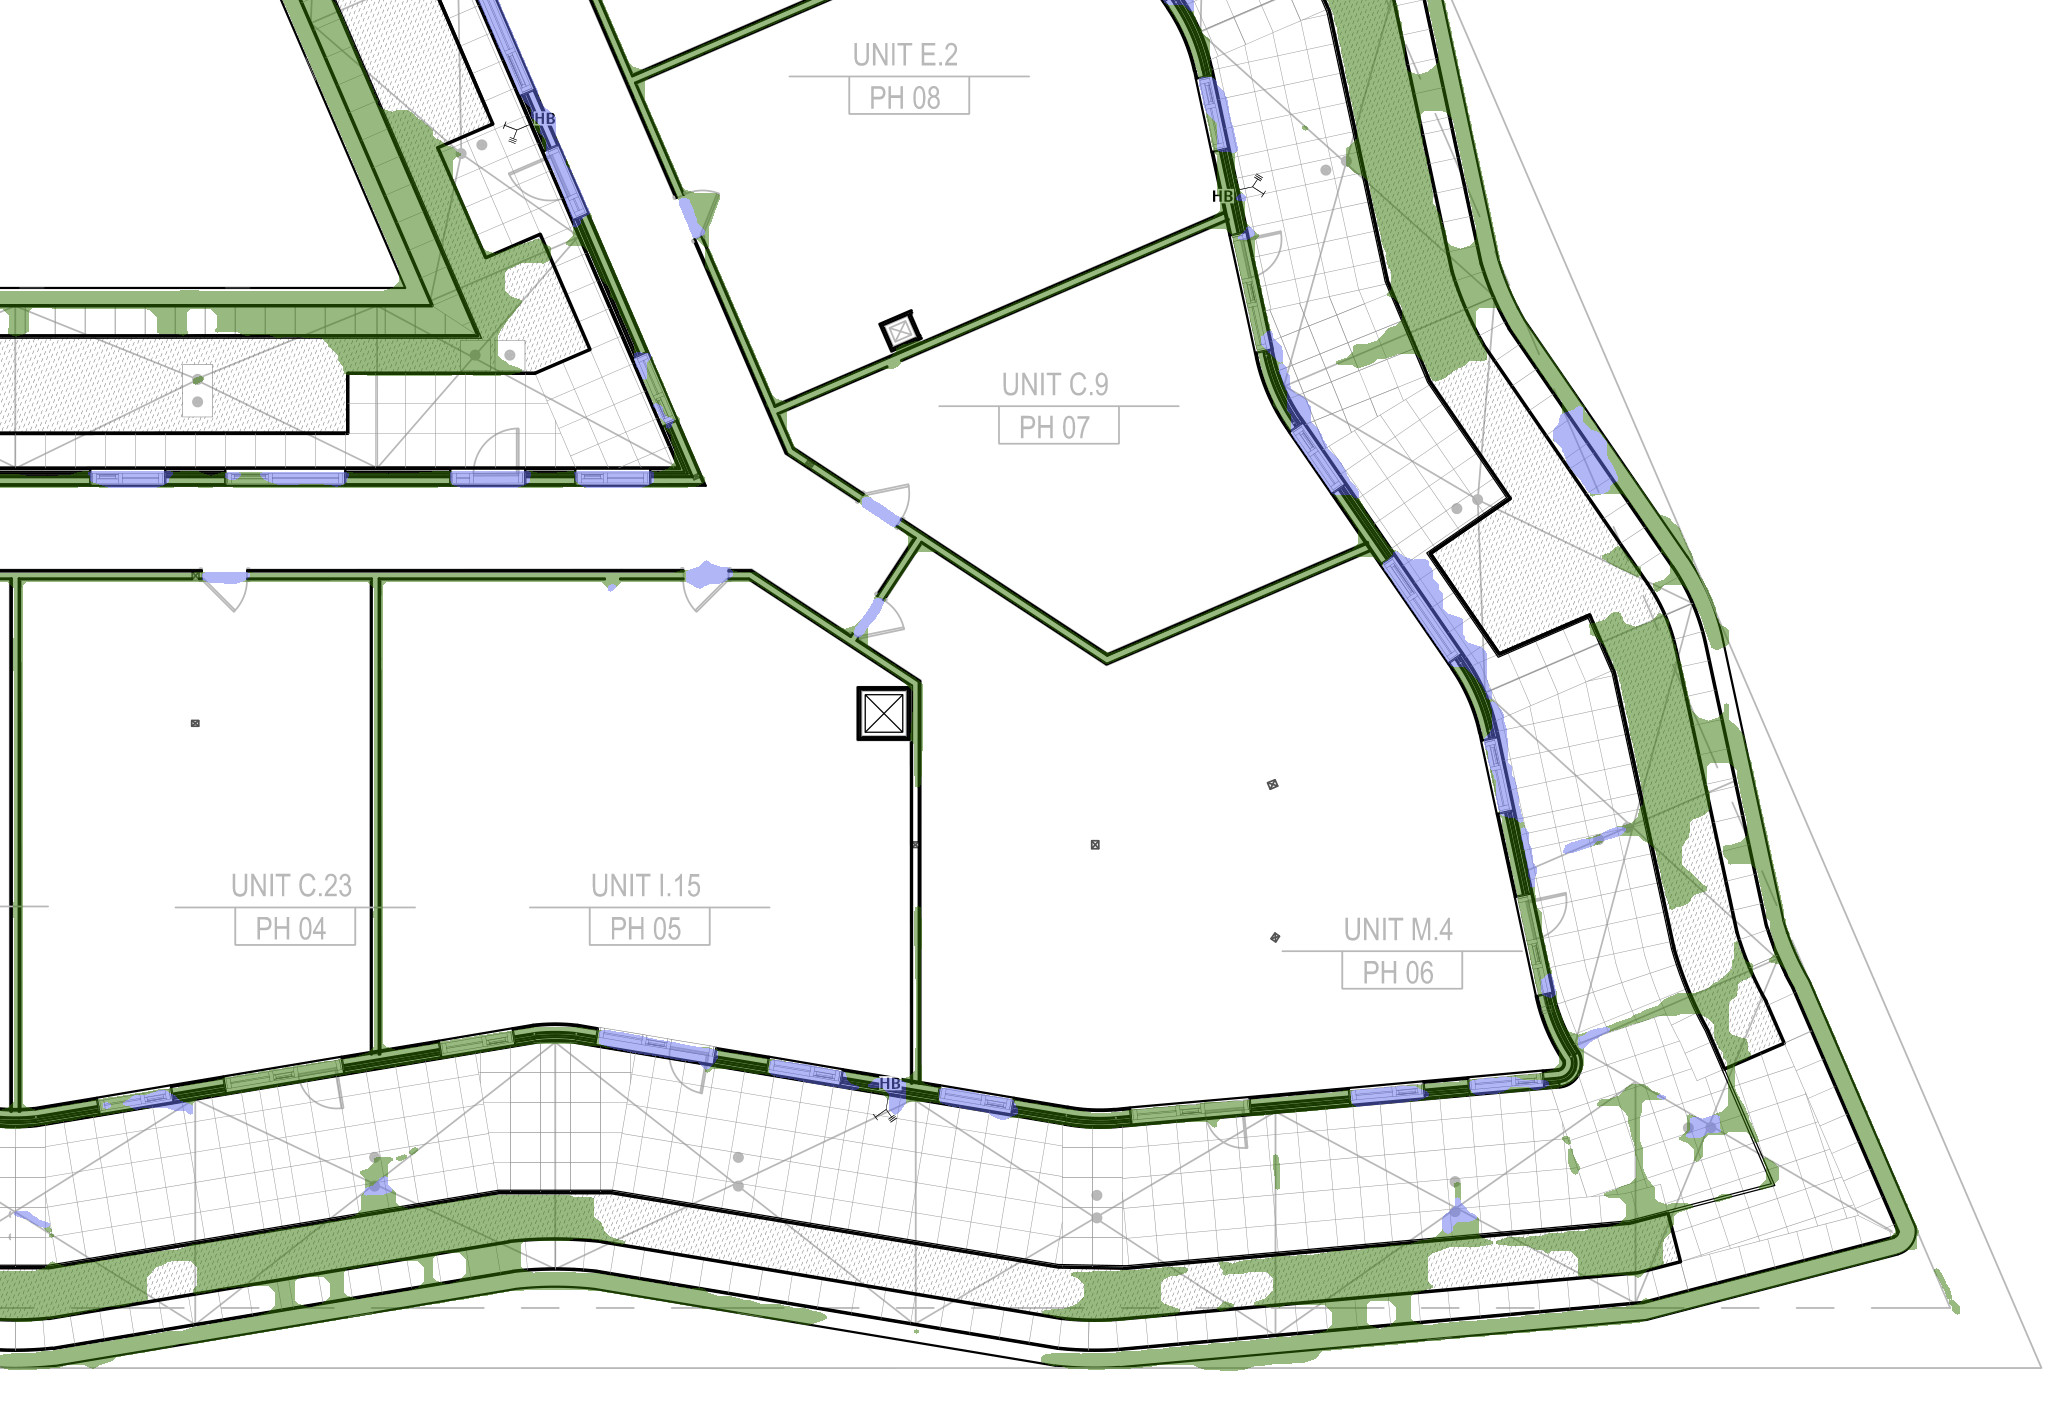 UNIT E.2
PH 08
HB
HB
UNIT C.9
PH 07
UNIT C.23
PH 04
UNIT I.15
PH 05
UNIT M.4
PH 06
HB